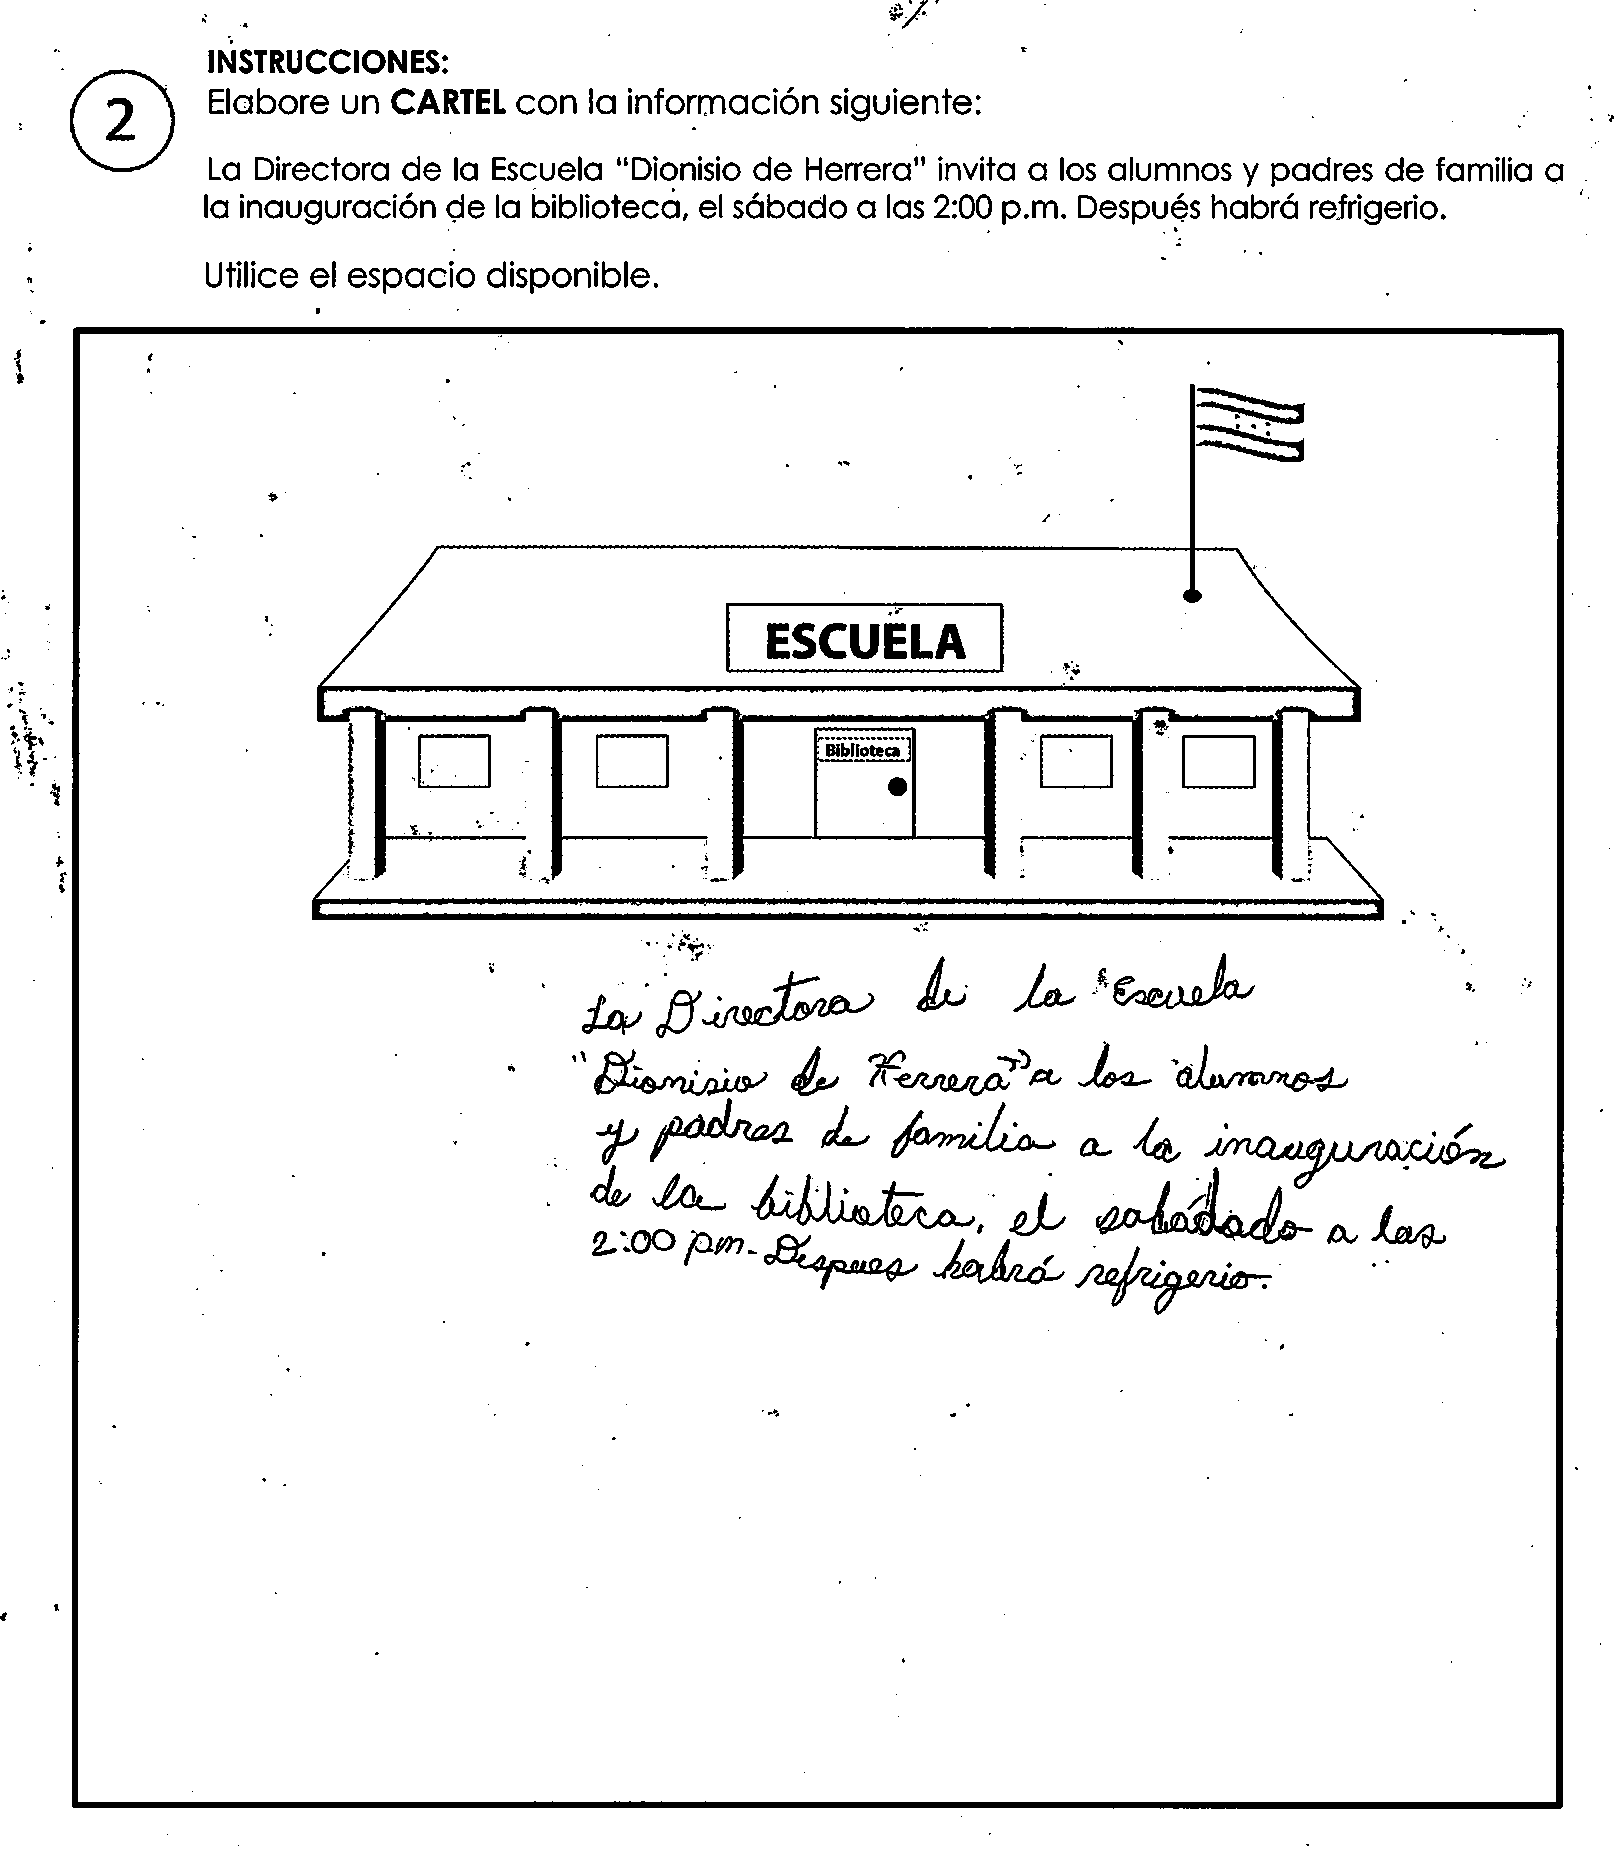 INSTRUCCIONES:
2
Elabore un CARTEL con la información siguiente:
La Directora de la Escuela "Dionisio de Herrera" invita a los alumnos y padres de familia a
la inauguración de la biblioteca, el sábado a las 2:00 p.m. Después habrá refrigerio.
Utilice el espacio disponible.
ESCUELA
Biblioteca
La Directora de la Escuela
"Dionisio de Herrera" a los alumnos
y padres de familia a la inauguración
de la biblioteca, el a las
2:00 pm. Despues habrá refrigerio.